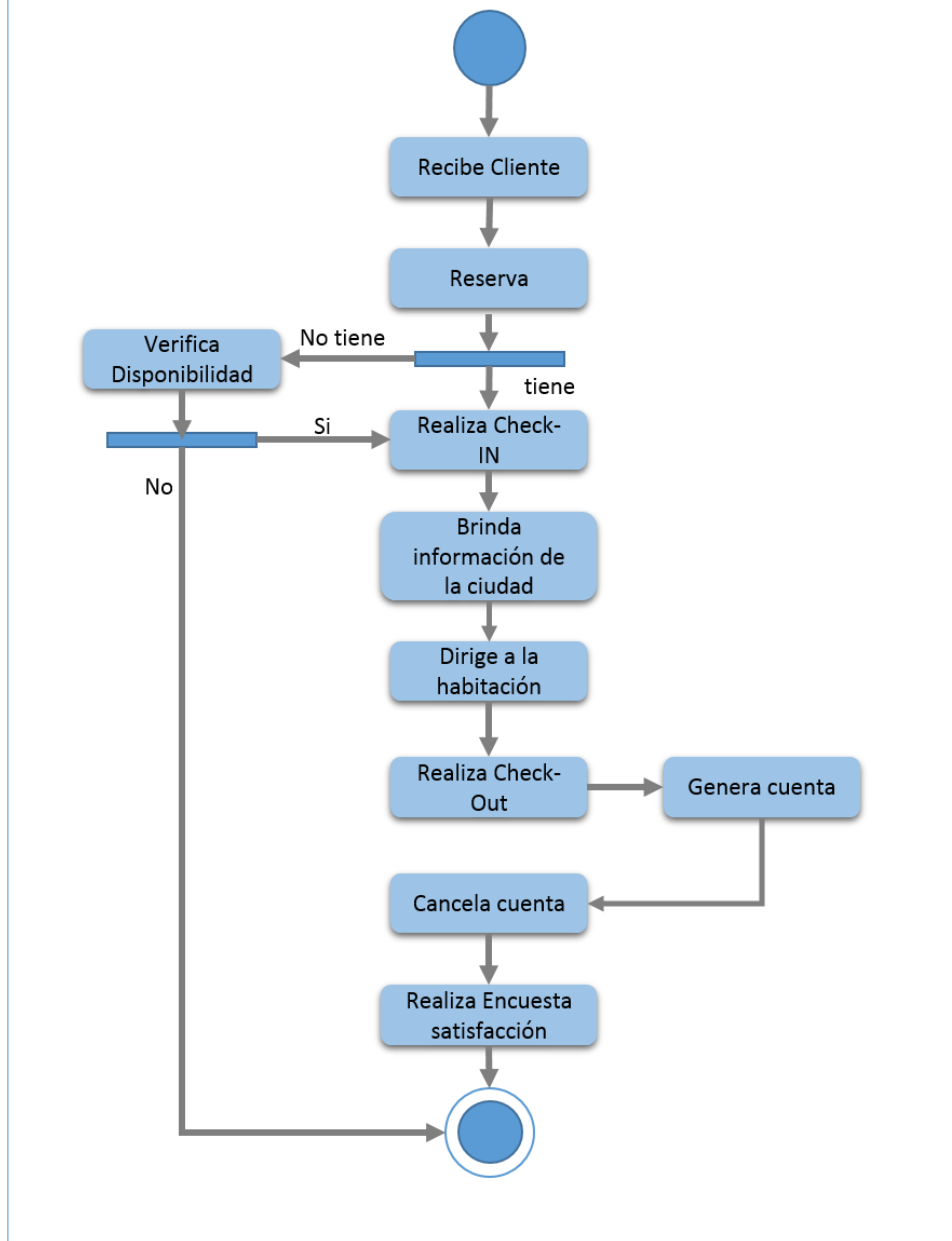 Recibe Cliente
Reserva
No tiene
Verifica
Disponibilidad
tiene
Si
Realiza Check-
IN
No
Brinda
información de
la ciudad
Dirige a la
habitación
Realiza Check-
Out
Genera cuenta
Cancela cuenta
Realiza Encuesta
satisfacción